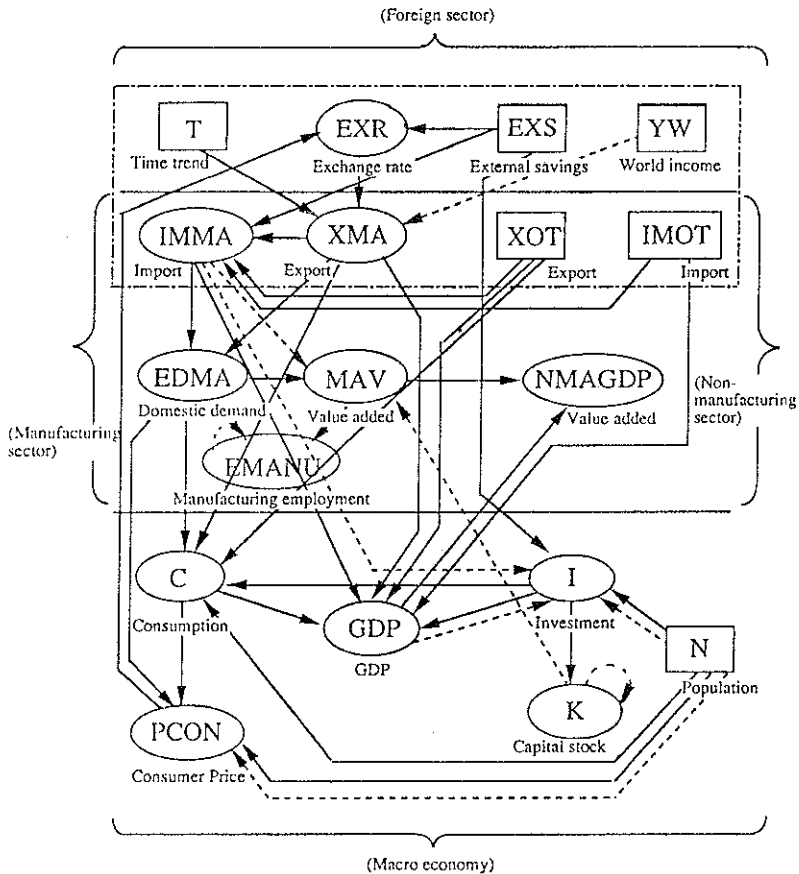 (Foreign sector)
T
EXR
EXS
YW
Time trend
Exchange rate
External savings
World income
IMMA
XMA
XOT
IMOT
Import
Export
Export
Import
EDMA
MAV
NMAGDP
Domestic demand
Value added
Value added
(Non-
manufacturing
sector)
(Manufacturing
sector)
EMANU
Manufacturing employment
C
I
Consumption
GDP
Investment
N
GDP
Population
K
PCON
Capital stock
Consumer Price
(Macro economy)